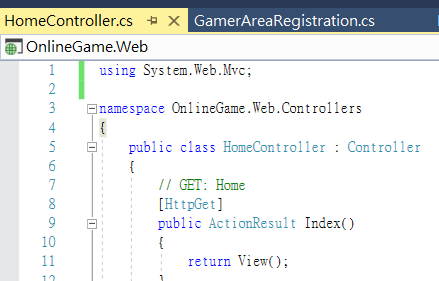 HomeController.cs GamerAreaRegistration.cs
OnlineGame.Web
1 using System.Web.Mvc;
2
3 namespace OnlineGame.Web.Controllers
4 {
5 public class HomeController : Controller
6 {
7 // GET: Home
8 [HttpGet]
9 public ActionResult Index()
10 {
11 return View();
12 }